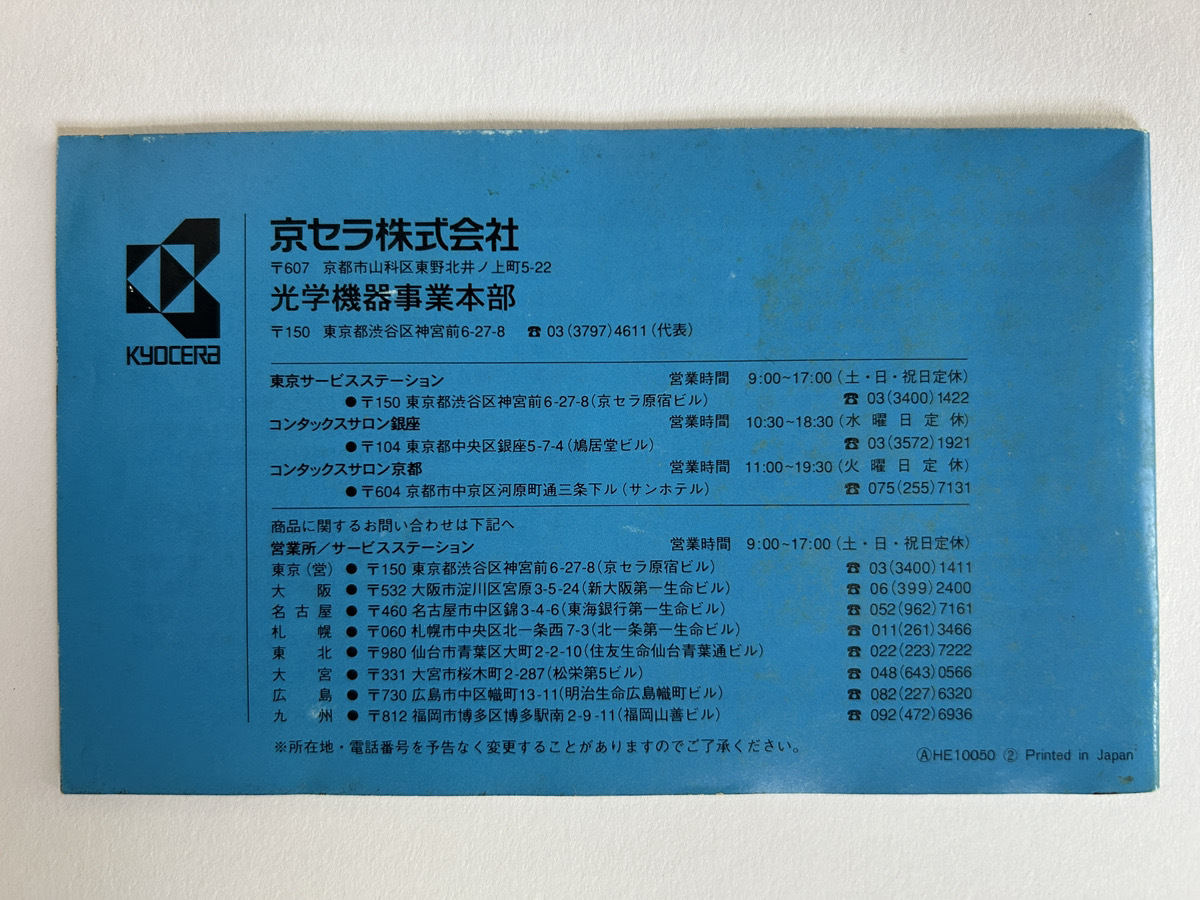 KYOCERA
京セラ株式会社
〒607 京都市山科区東野北井ノ上町5-22
光学機器事業本部
〒150 東京都渋谷区神宮前6-27-8 ☎ 03(3797)4611(代表)
東京サービスステーション 営業時間 9:00~17:00(土・日・祝日定休)
●〒150 東京都渋谷区神宮前6-27-8(京セラ原宿ビル) ☎ 03(3400)1422
コンタックスサロン銀座 営業時間 10:30~18:30(水曜日定休)
●〒104 東京都中央区銀座5-7-4(鳩居堂ビル) ☎ 03(3572)1921
コンタックスサロン京都 営業時間 11:00~19:30(火曜日定休)
●〒604 京都市中京区河原町通三条下ル(サンホテル) ☎ 075(255)7131
商品に関するお問い合わせは下記へ
営業所/サービスステーション 営業時間 9:00~17:00(土・日・祝日定休)
東京(営) ● 〒150 東京都渋谷区神宮前6-27-8(京セラ原宿ビル) ☎ 03(3400)1411
大阪 ● 〒532 大阪市淀川区宮原3-5-24(新大阪第一生命ビル) ☎ 06(399)2400
名古屋 ● 〒460 名古屋市中区錦3-4-6(東海銀行第一生命ビル) ☎ 052(962)7161
札幌 ● 〒060 札幌市中央区北一条西7-3(北一条第一生命ビル) ☎ 011(261)3466
東北 ● 〒980 仙台市青葉区大町2-2-10(住友生命仙台青葉通ビル) ☎ 022(223)7222
大宮 ● 〒331 大宮市桜木町2-287(松栄第5ビル) ☎ 048(643)0566
広島 ● 〒730 広島市中区幟町13-11(明治生命広島幟町ビル) ☎ 082(227)6320
九州 ● 〒812 福岡市博多区博多駅南2-9-11(福岡山善ビル) ☎ 092(472)6936
※所在地・電話番号を予告なく変更することがありますのでご了承ください。
ⒶHE10050 ② Printed in Japan